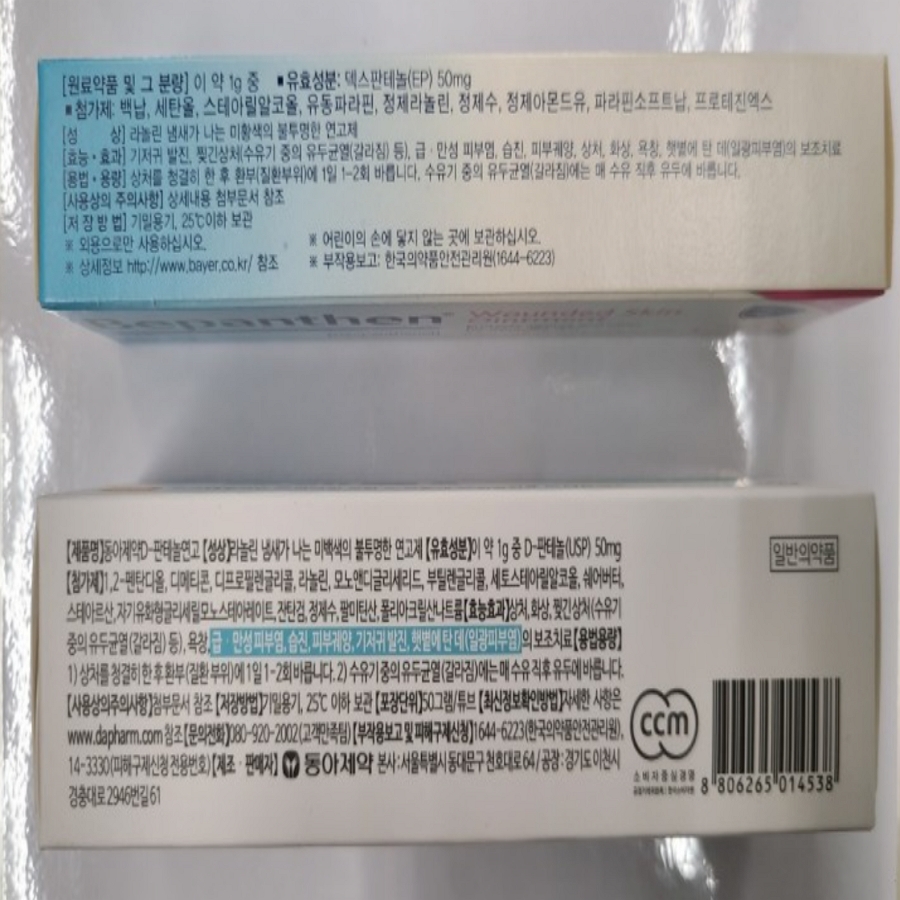 [원료약품 및 그 분량] 이 약 1g 중 ■유효성분: 덱스판테놀(EP) 50mg
■첨가제: 백납, 세탄올, 스테아릴알코올, 유동파라핀, 정제라놀린, 정제수, 정제아몬드유, 파라핀소프트납, 프로테진엑스
[성 상] 라놀린 냄새가 나는 미황색의 불투명한 연고제
[효능•효과] 기저귀 발진, 찢긴상처(수유기 중의 유두균열(갈라짐) 등), 급·만성 피부염, 습진, 피부궤양, 상처, 화상, 욕창, 햇볕에 탄 데(일광피부염)의 보조치료
[용법•용량] 상처를 청결히 한 후 환부(질환부위)에 1일 1~2회 바릅니다. 수유기 중의 유두균열(갈라짐)에는 매 수유 직후 유두에 바릅니다.
[사용상의 주의사항] 상세내용 첨부문서 참조
[저 장 방 법] 기밀용기, 25℃이하 보관
※ 외용으로만 사용하십시오. ※ 어린이의 손에 닿지 않는 곳에 보관하십시오.
※ 상세정보 http://www.bayer.co.kr/ 참조 ※ 부작용보고: 한국의약품안전관리원(1644-6223)
Bepanthen Wounded Skin
Ointment
【제품명】동아제약D-판테놀연고 【성상】라놀린 냄새가 나는 미백색의 불투명한 연고제 【유효성분】이 약 1g 중 D-판테놀(USP) 50mg
일반의약품
【첨가제】1,2-펜탄디올, 디메티콘, 디프로필렌글리콜, 라놀린, 모노앤디글리세리드, 부틸렌글리콜, 세토스테아릴알코올, 쉐어버터,
스테아르산, 자기유화형글리세릴모노스테아레이트, 잔탄검, 정제수, 팔미탄산, 폴리아크릴산나트륨【효능효과】상처, 화상, 찢긴상처(수유기
중의 유두균열(갈라짐) 등), 욕창, 급·만성피부염, 습진, 피부궤양, 기저귀 발진, 햇볕에 탄 데(일광피부염)의 보조치료【용법용량】
1) 상처를 청결히 한 후 환부(질환 부위)에 1일 1~2회 바릅니다. 2) 수유기 중의 유두균열(갈라짐)에는 매 수유 직후 유두에 바릅니다.
【사용상의주의사항】첨부문서 참조 【저장방법】기밀용기, 25℃ 이하 보관 【포장단위】50그램/튜브 【최신정보확인방법】자세한 사항은
www.dapharm.com 참조【문의전화】080-920-2002(고객만족팀)【부작용보고 및 피해구제신청】1644-6223(한국의약품안전관리원),
14-3330(피해구제신청 전용번호)【제조·판매자】 동아제약 본사:서울특별시 동대문구 천호대로 64 / 공장: 경기도 이천시
경충대로 2946번길 61
ccm
소비자중심경영
8 806265 014538